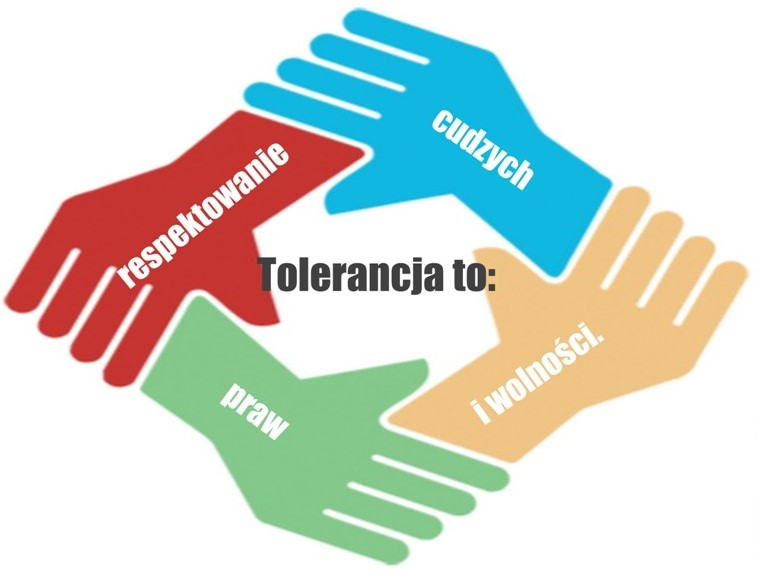 Tolerancja to:
respektowanie
cudzych
praw
i wolności.